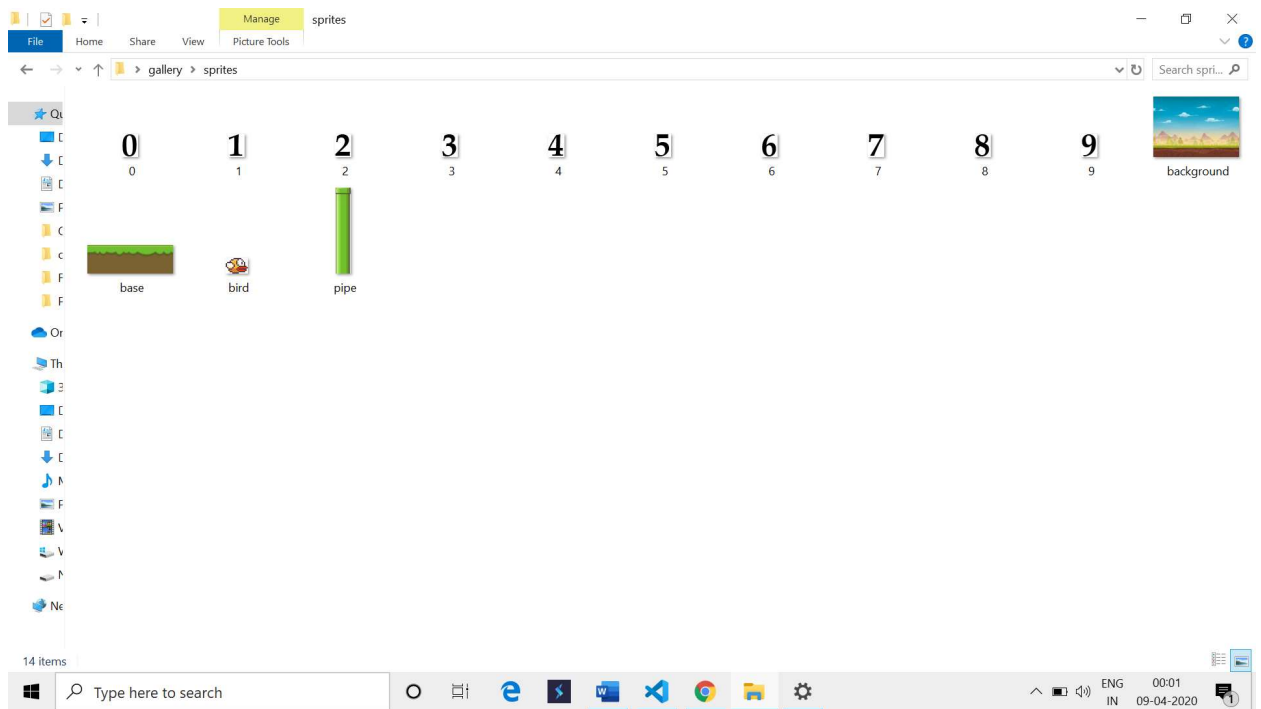 Manage sprites
File Home Share View Picture Tools
gallery > sprites Search spri...
0 1 2 3 4 5 6 7 8 9
0 1 2 3 4 5 6 7 8 9 background
base bird pipe
14 items
Type here to search
ENG 00:01
IN 09-04-2020
1